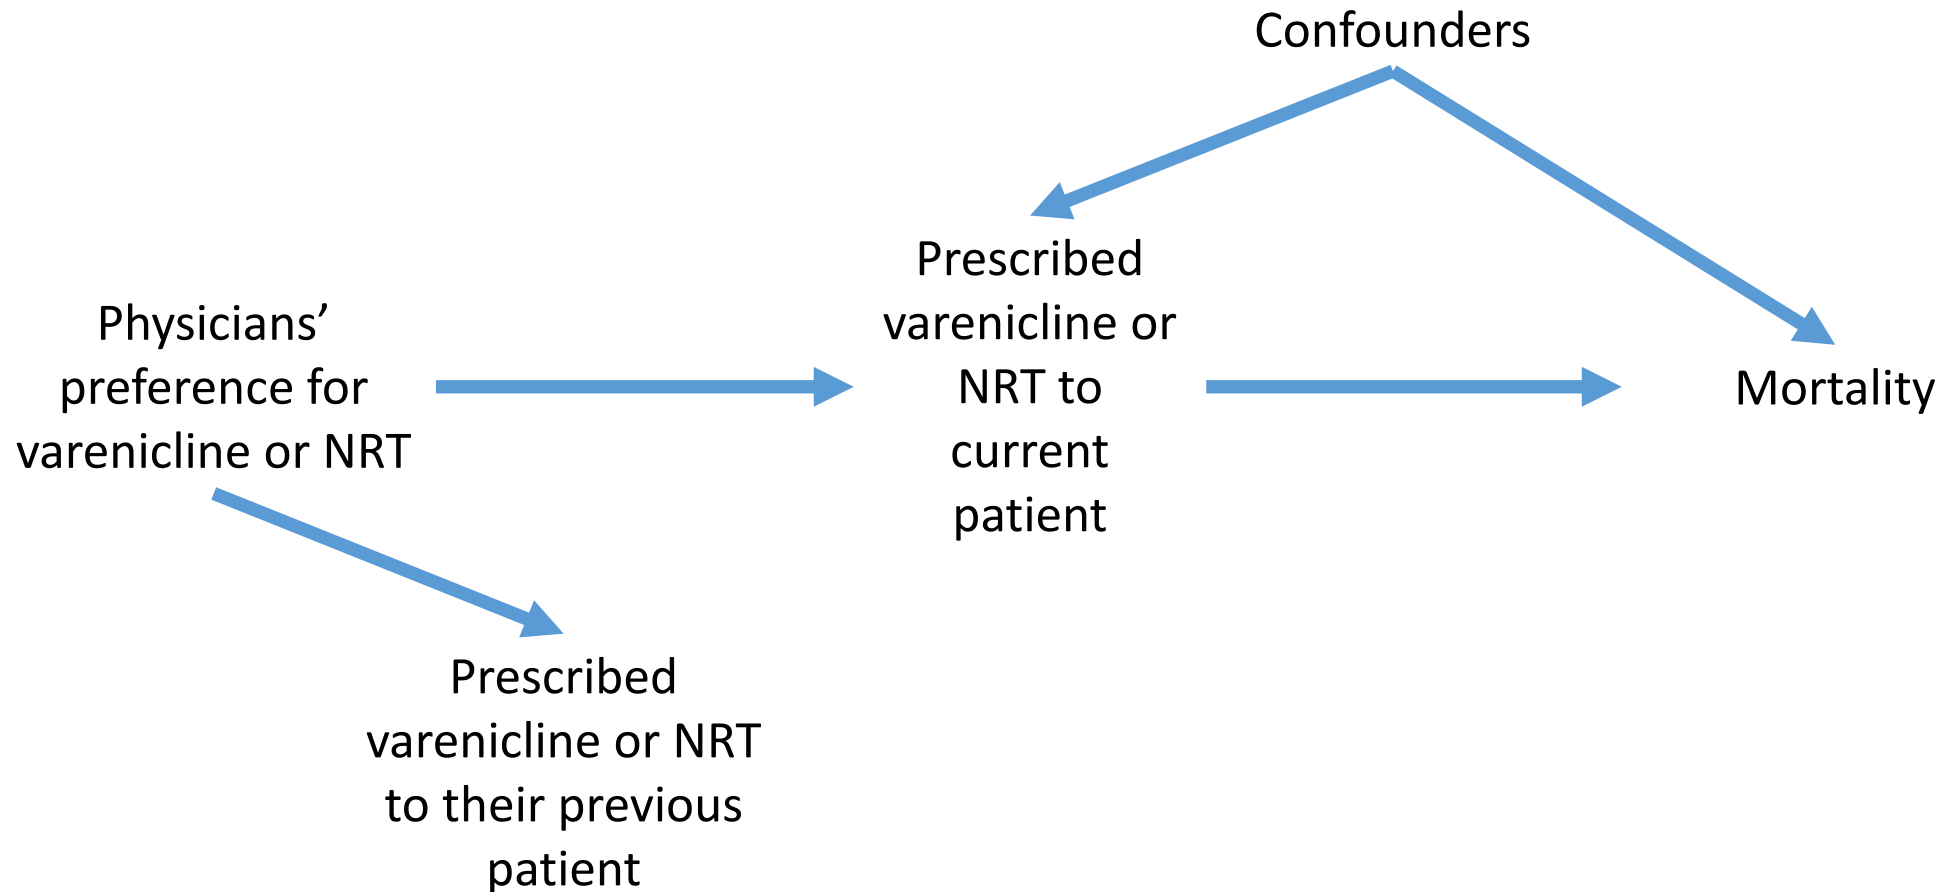 Confounders
Prescribed
varenicline or
NRT to
current
patient
Physicians’
preference for
varenicline or NRT
Mortality
Prescribed
varenicline or NRT
to their previous
patient